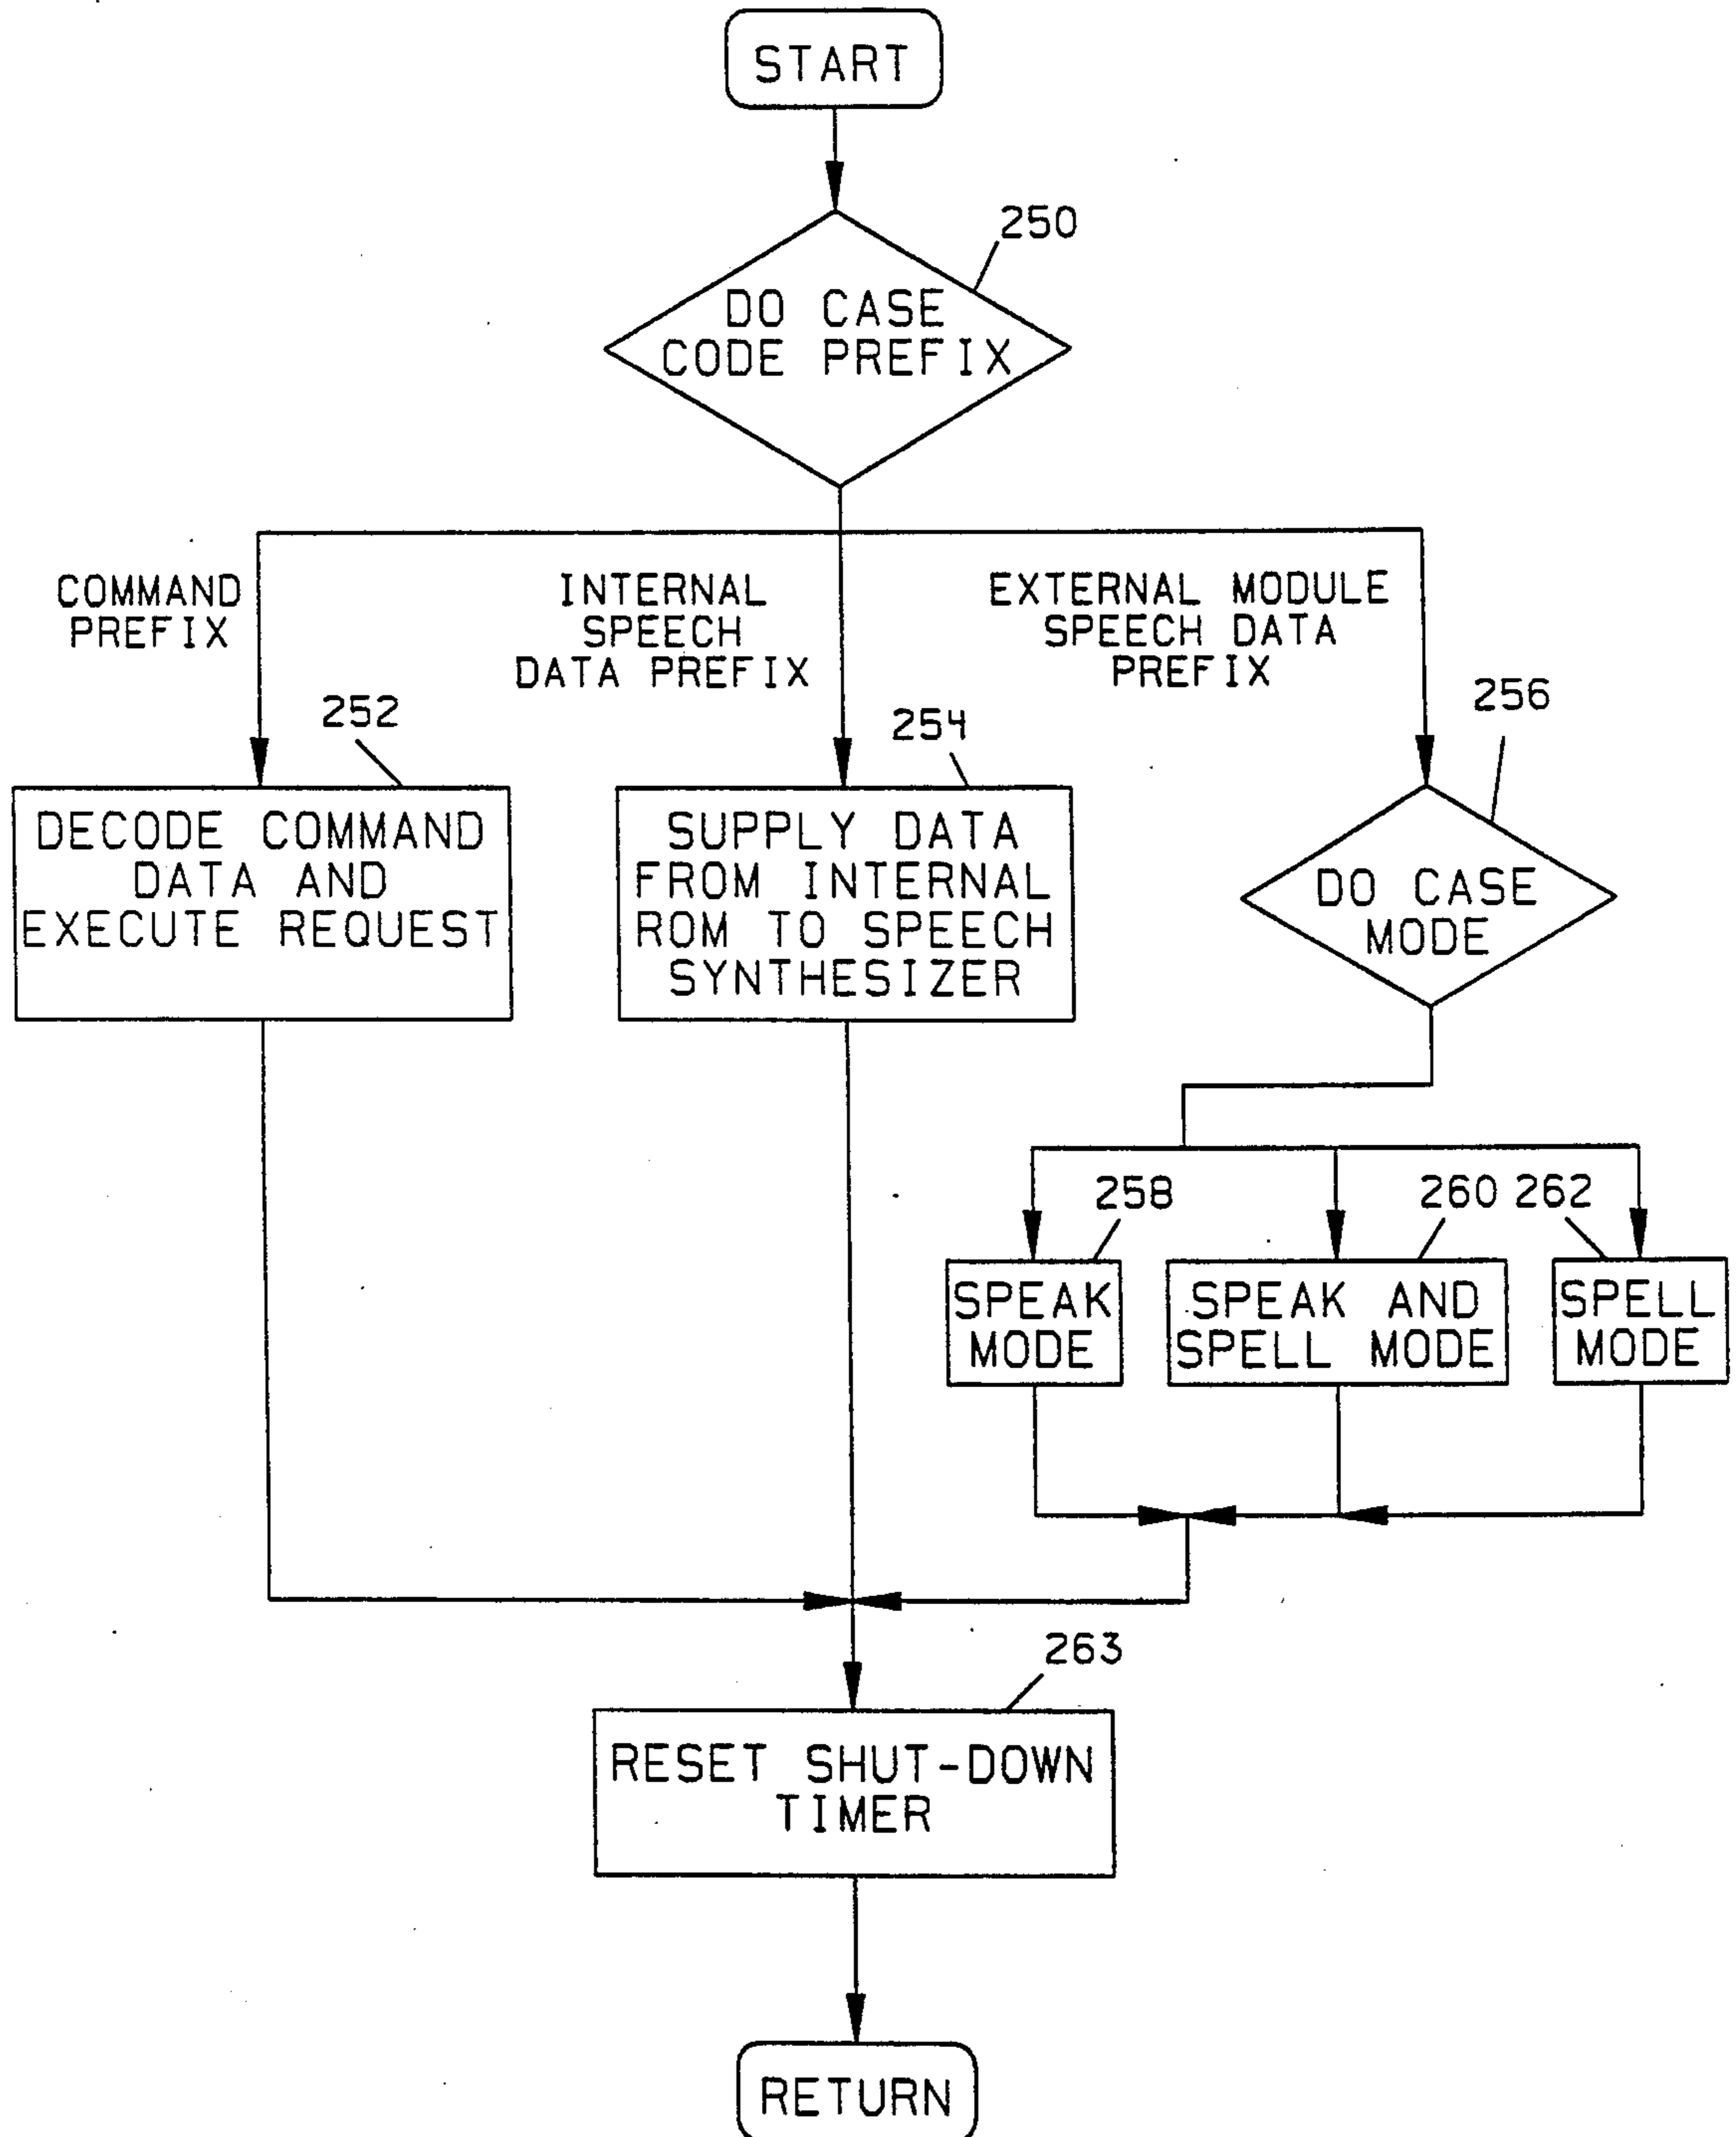 START
250
DO CASE
CODE PREFIX
COMMAND
PREFIX
INTERNAL
SPEECH
DATA PREFIX
EXTERNAL MODULE
SPEECH DATA
PREFIX
252
254
256
DECODE COMMAND
DATA AND
EXECUTE REQUEST
SUPPLY DATA
FROM INTERNAL
ROM TO SPEECH
SYNTHESIZER
DO CASE
MODE
258
260
262
SPEAK
MODE
SPEAK AND
SPELL MODE
SPELL
MODE
263
RESET SHUT-DOWN
TIMER
RETURN